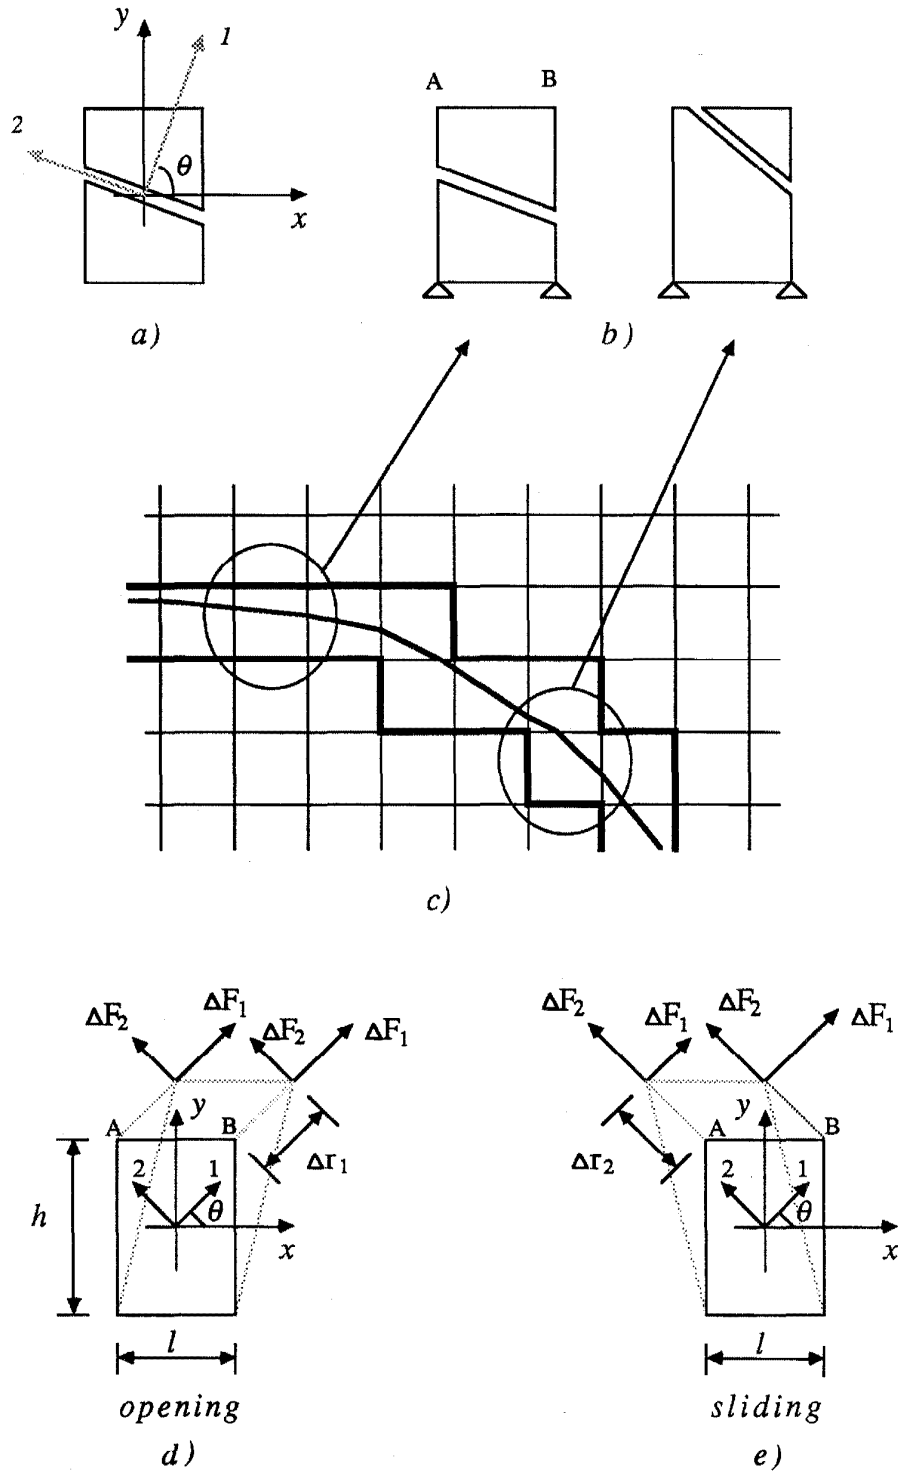 y
1
2
θ
x
a)
A B
b)
c)
ΔF₂ ΔF₁ ΔF₂ ΔF₁
A y B
Δr₁
2 1
θ
h
x
l
opening
d)
ΔF₂ ΔF₁ ΔF₂ ΔF₁
Δr₂
A y B
2 1
θ
x
l
sliding
e)